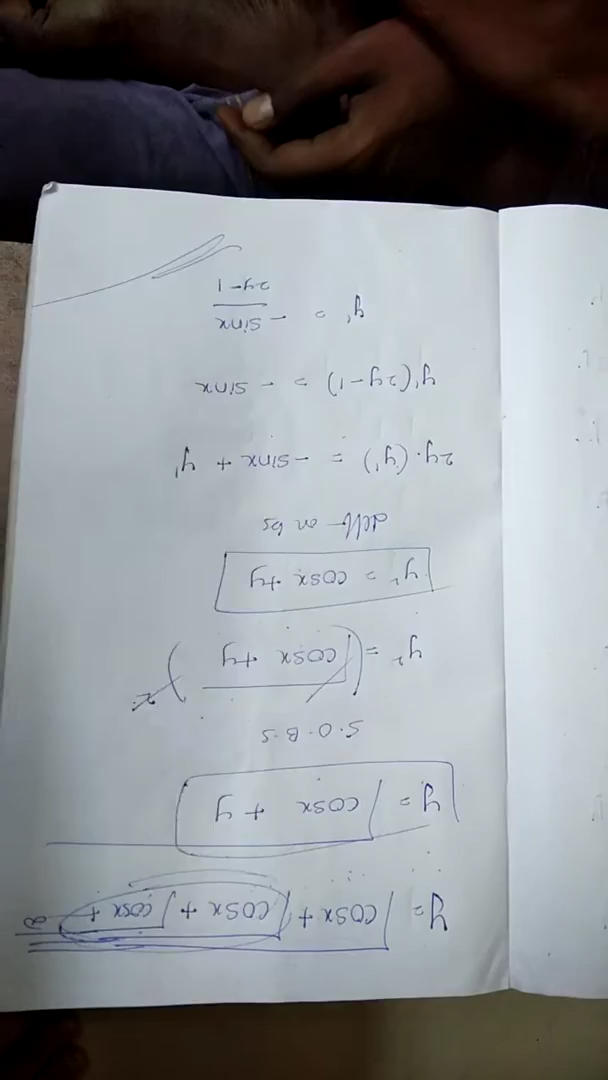 y = √cosx + √cosx + √cosx + ∞
y = √cosx + y
S.O.B.S
y² = (√cosx + y)²
y² = cosx + y
diff on bs
2y·(y') = -sinx + y'
y'(2y-1) = -sinx
y' = -sinx / 2y-1